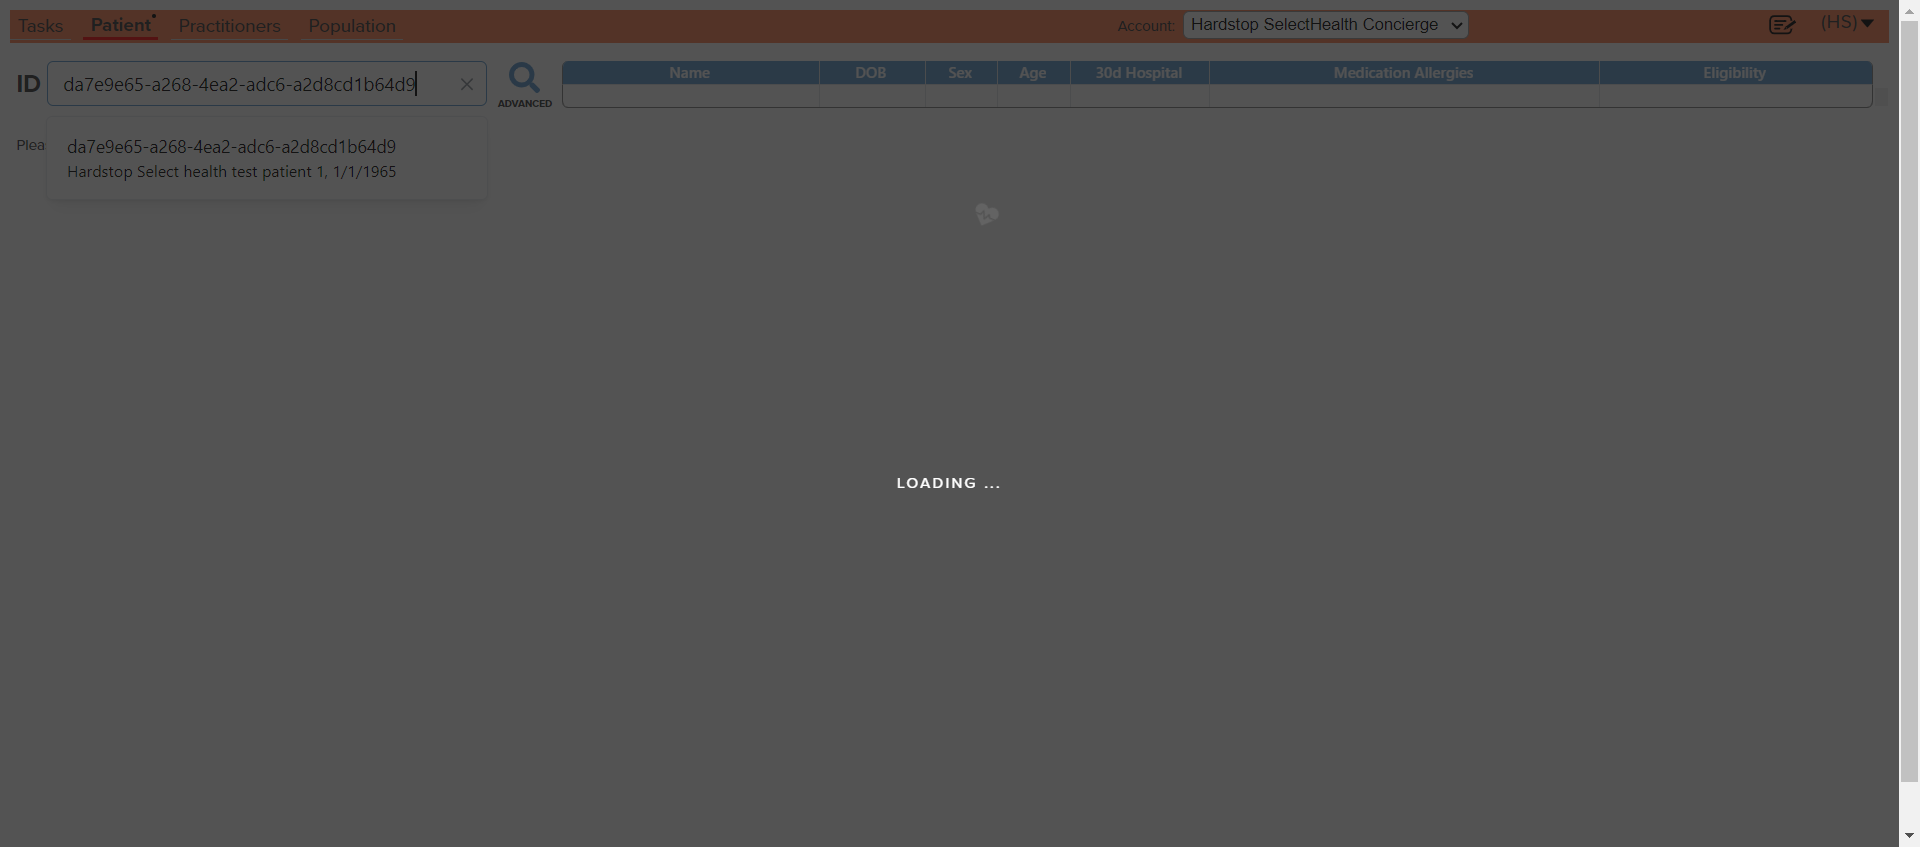 Tasks Patient Practitioners Population Account: Hardstop SelectHealth Concierge (HS)
ID da7e9e65-a268-4ea2-adc6-a2d8cd1b64d9 ADVANCED
Name DOB Sex Age 30d Hospital Medication Allergies Eligibility
Plea
da7e9e65-a268-4ea2-adc6-a2d8cd1b64d9
Hardstop Select health test patient 1, 1/1/1965
LOADING ...